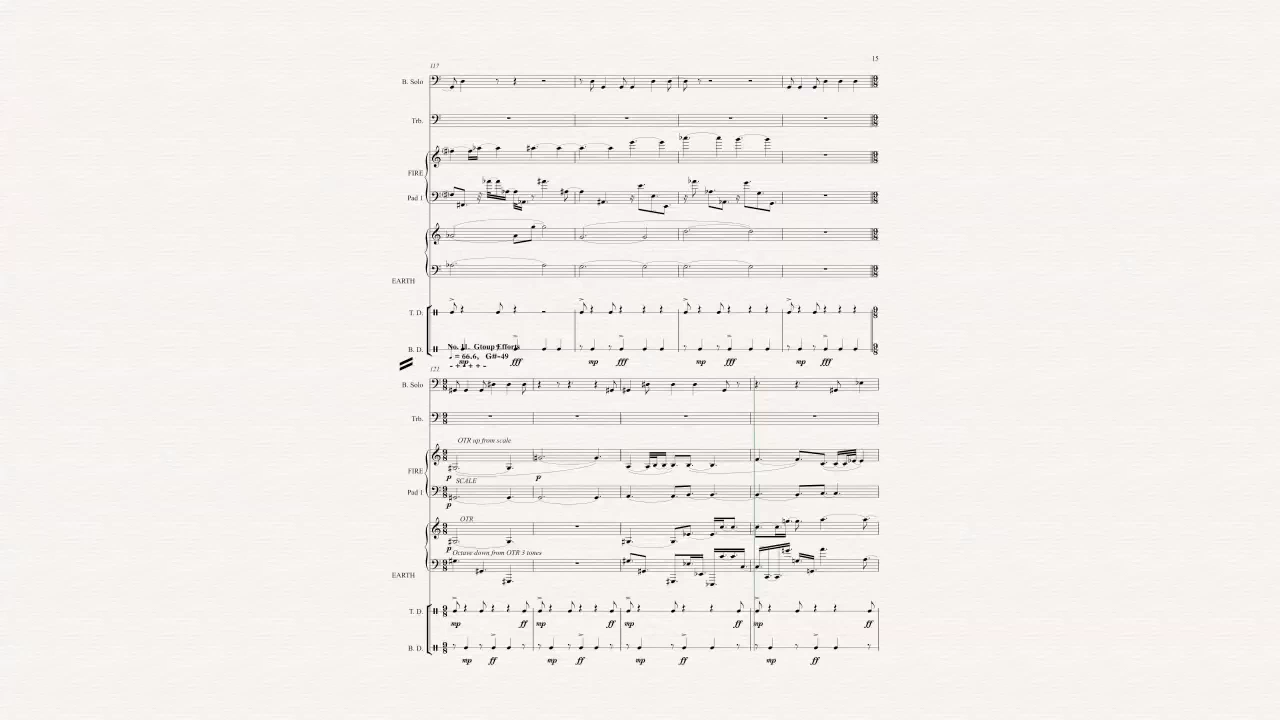 15
117
B. Solo
Trb.
FIRE
Pad 1
EARTH
T. D.
B. D.
mp fff mp fff mp fff mp fff
No. 11. Gtoup Efforts
♩ = 66.6, G#=49
121
B. Solo
Trb.
OTR up from scale
FIRE
p p
SCALE
Pad 1
p
OTR
p
Octave down from OTR 3 tones
EARTH
T. D.
mp ff mp ff mp ff mp ff
B. D.
mp ff mp ff mp ff mp ff